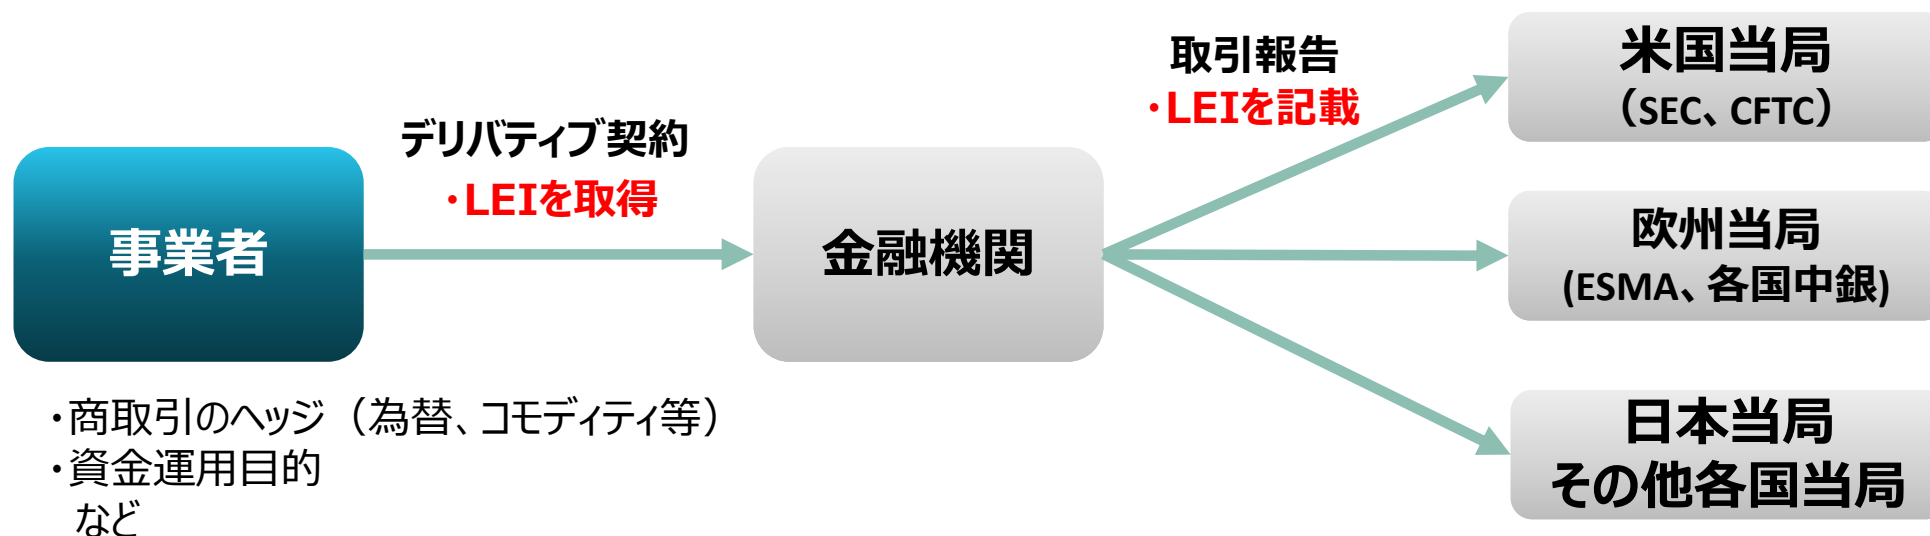 事業者
デリバティブ契約
・LEIを取得
金融機関
取引報告
・LEIを記載
米国当局
（SEC、CFTC）
欧州当局
(ESMA、各国中銀)
日本当局
その他各国当局
・商取引のヘッジ（為替、コモディティ等）
・資金運用目的
など